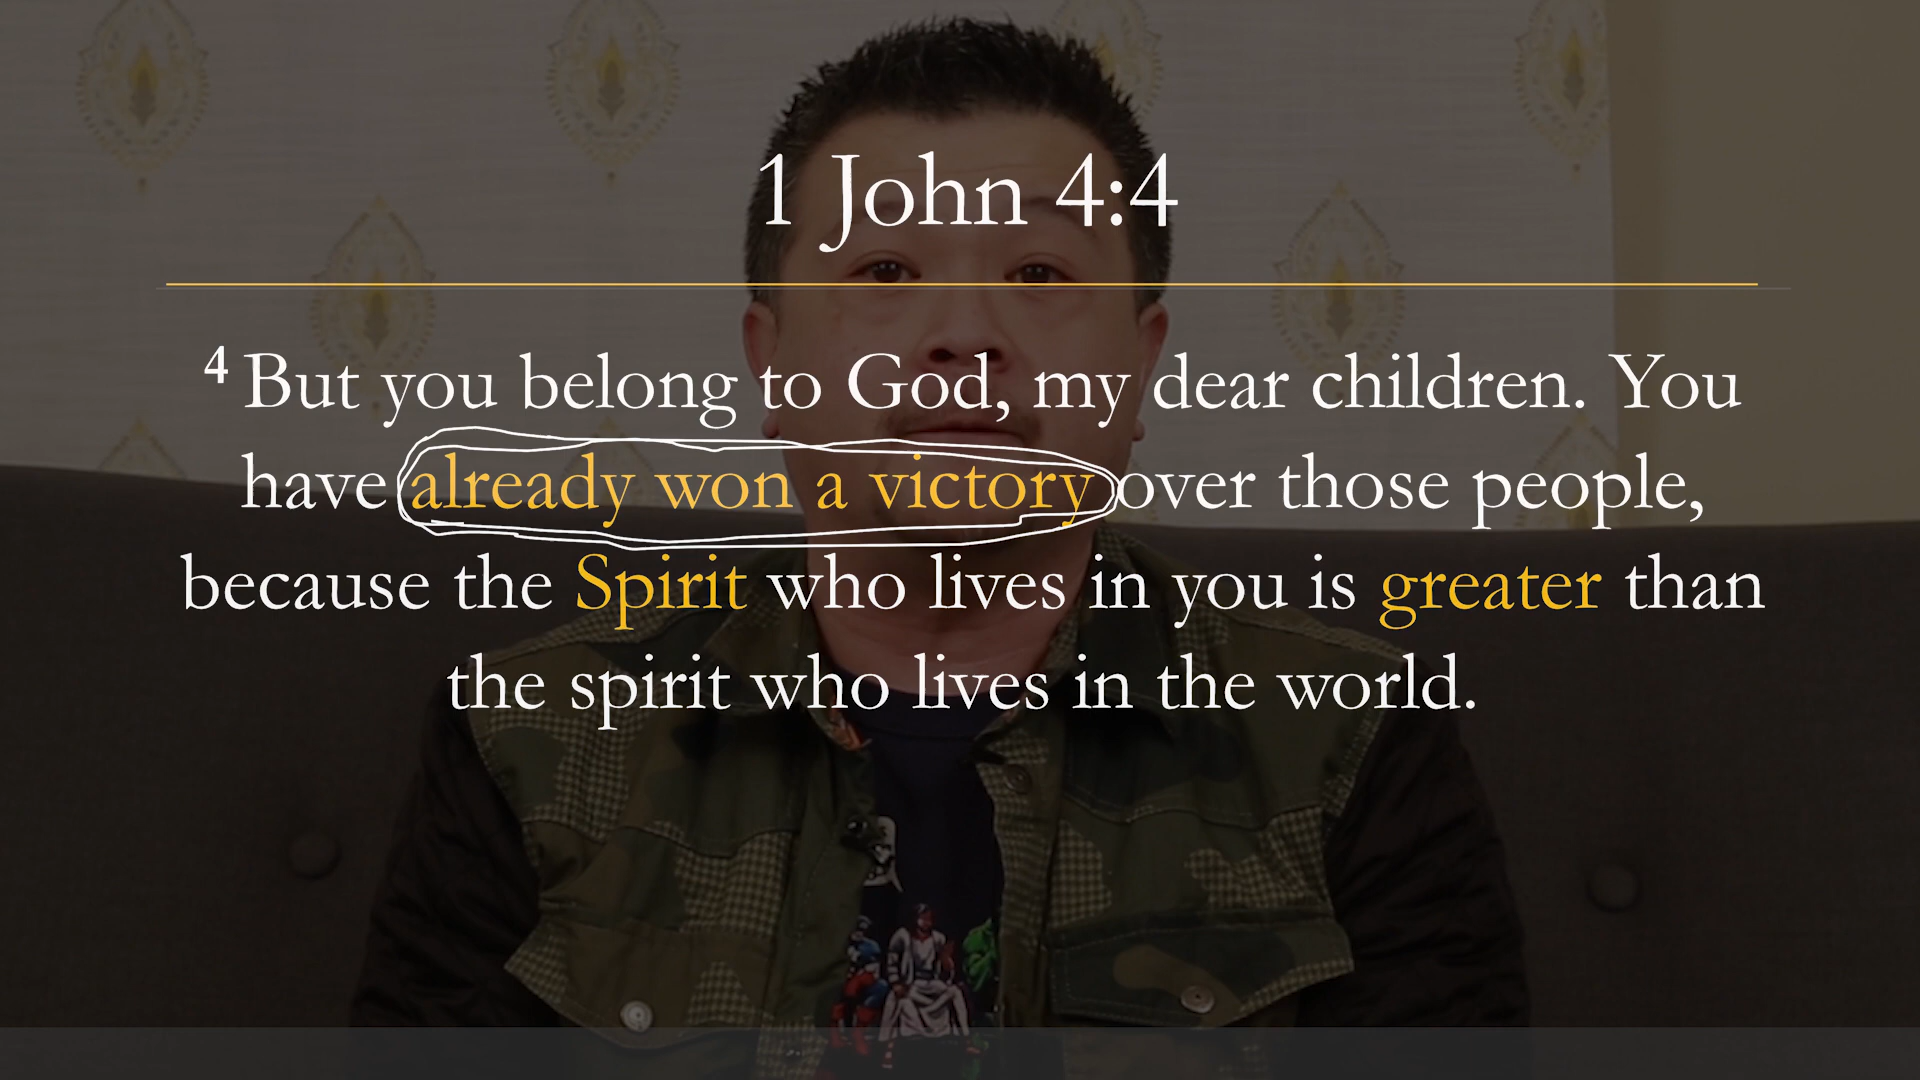 1 John 4:4
4 But you belong to God, my dear children. You
have already won a victory over those people,
because the Spirit who lives in you is greater than
the spirit who lives in the world.